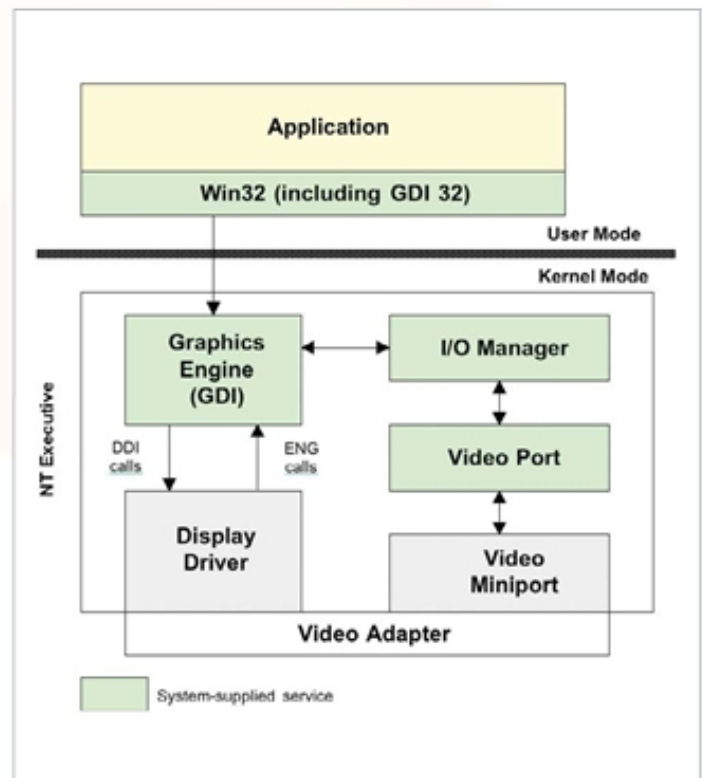 Application
Win32 (including GDI 32)
User Mode
Kernel Mode
NT Executive
Graphics
Engine
(GDI)
I/O Manager
DDI
calls
ENG
calls
Video Port
Display
Driver
Video
Miniport
Video Adapter
System-supplied service